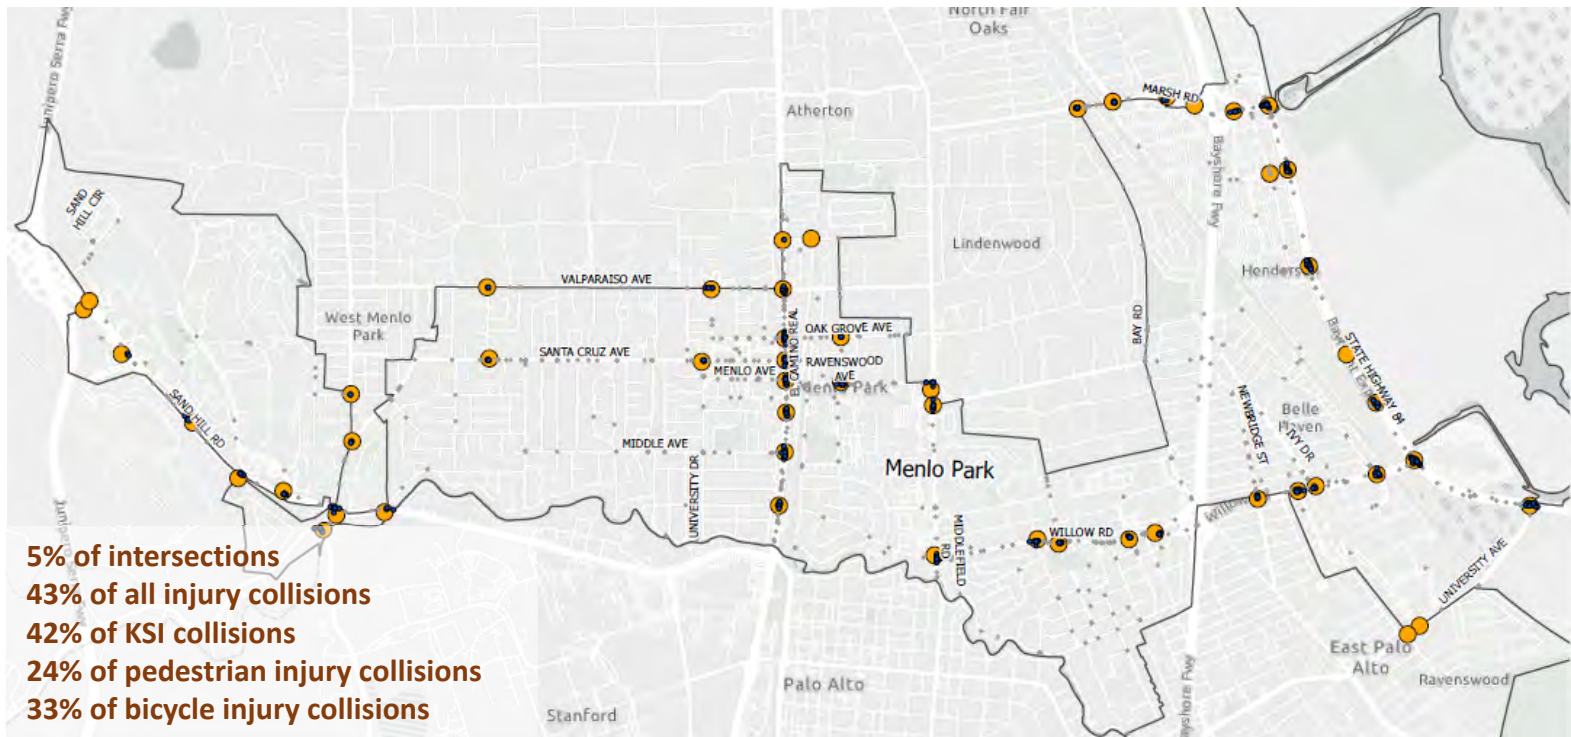 North Fair
Oaks
Junipero Serra Fwy
MARSH RD
Atherton
Bayshore Fwy
SAND
HILL CIR
Lindenwood
VALPARAISO AVE
West Menlo
Park
EL CAMINO REAL
OAK GROVE AVE
BAY RD
STATE HIGHWAY 84
SANTA CRUZ AVE
MENLO AVE
RAVENSWOOD
AVE
Menlo Park
SAND HILL RD
MIDDLE AVE
UNIVERSITY DR
Menlo Park
NEWBRIDGE ST
Belle
Haven
IVY DR
Willow
MIDDLEFIELD
RD
WILLOW RD
UNIVERSITY AVE
5% of intersections
43% of all injury collisions
42% of KSI collisions
24% of pedestrian injury collisions
33% of bicycle injury collisions
East Palo
Alto
Ravenswood
Palo Alto
Stanford